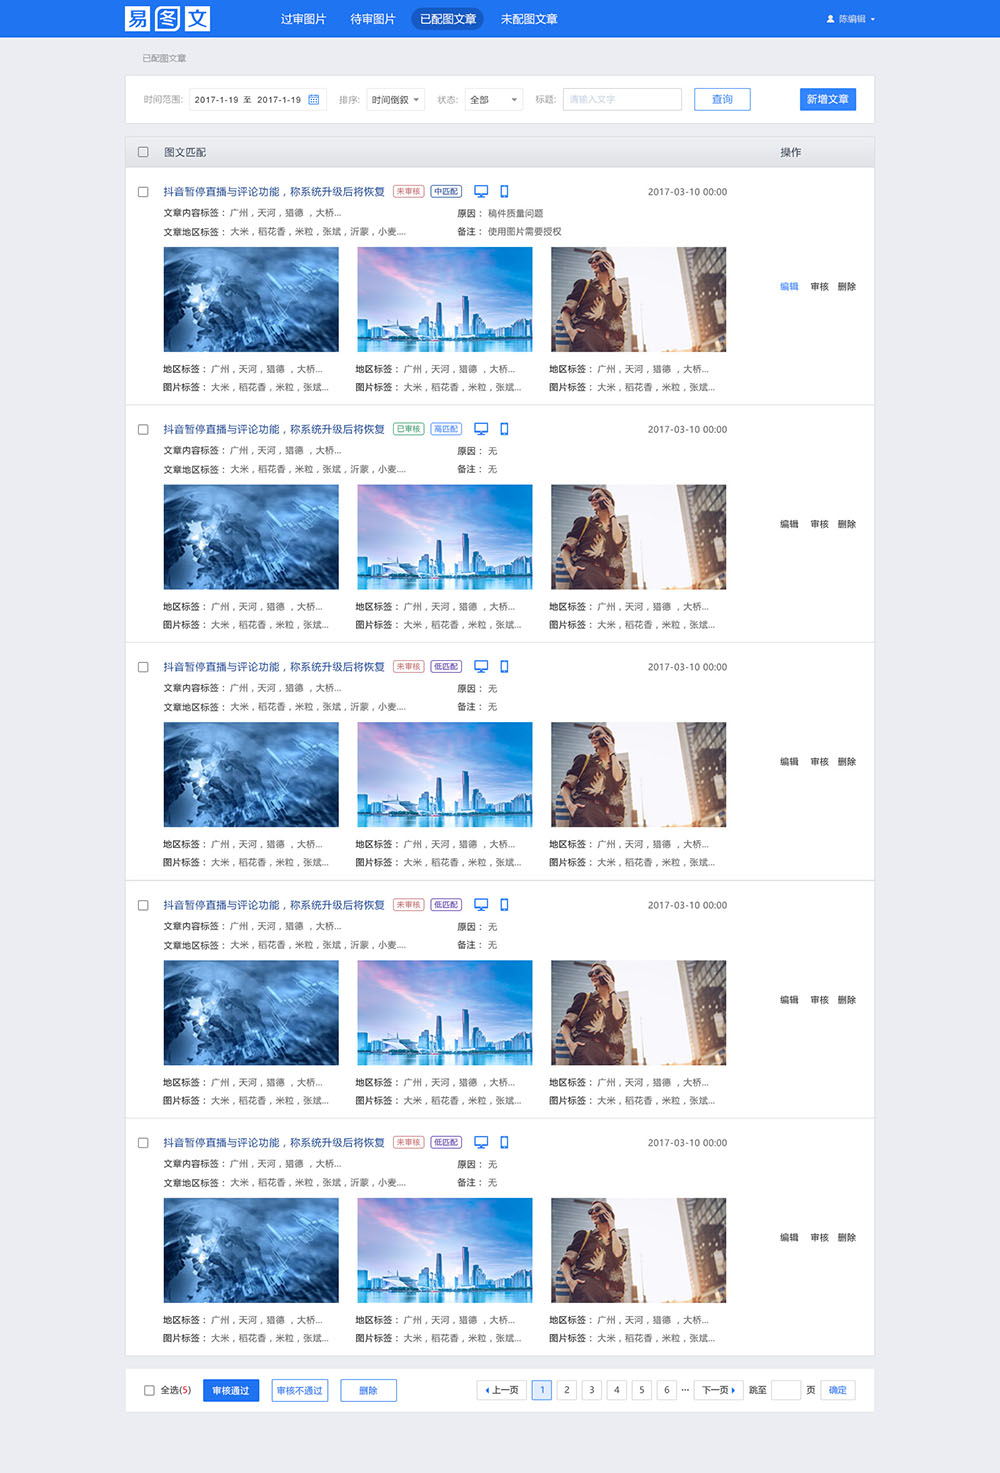 易图文 过审图片 待审图片 已配图文章 未配图文章 陈编辑
已配图文章
时间范围: 2017-1-19 至 2017-1-19 排序: 时间倒叙 状态: 全部 标题: 请输入文字 查询 新增文章
图文匹配 操作
抖音暂停直播与评论功能，称系统升级后将恢复 未审核 中匹配 2017-03-10 00:00
文章内容标签： 广州，天河，猎德 ，大桥... 原因： 稿件质量问题
文章地区标签： 大米，稻花香，米粒，张斌，沂蒙，小麦.... 备注： 使用图片需要授权
编辑 审核 删除
地区标签： 广州，天河，猎德 ，大桥... 地区标签： 广州，天河，猎德 ，大桥... 地区标签： 广州，天河，猎德 ，大桥...
图片标签： 大米，稻花香，米粒，张斌... 图片标签： 大米，稻花香，米粒，张斌... 图片标签： 大米，稻花香，米粒，张斌...
抖音暂停直播与评论功能，称系统升级后将恢复 已审核 高匹配 2017-03-10 00:00
文章内容标签： 广州，天河，猎德 ，大桥... 原因： 无
文章地区标签： 大米，稻花香，米粒，张斌，沂蒙，小麦.... 备注： 无
编辑 审核 删除
地区标签： 广州，天河，猎德 ，大桥... 地区标签： 广州，天河，猎德 ，大桥... 地区标签： 广州，天河，猎德 ，大桥...
图片标签： 大米，稻花香，米粒，张斌... 图片标签： 大米，稻花香，米粒，张斌... 图片标签： 大米，稻花香，米粒，张斌...
抖音暂停直播与评论功能，称系统升级后将恢复 未审核 低匹配 2017-03-10 00:00
文章内容标签： 广州，天河，猎德 ，大桥... 原因： 无
文章地区标签： 大米，稻花香，米粒，张斌，沂蒙，小麦.... 备注： 无
编辑 审核 删除
地区标签： 广州，天河，猎德 ，大桥... 地区标签： 广州，天河，猎德 ，大桥... 地区标签： 广州，天河，猎德 ，大桥...
图片标签： 大米，稻花香，米粒，张斌... 图片标签： 大米，稻花香，米粒，张斌... 图片标签： 大米，稻花香，米粒，张斌...
抖音暂停直播与评论功能，称系统升级后将恢复 未审核 低匹配 2017-03-10 00:00
文章内容标签： 广州，天河，猎德 ，大桥... 原因： 无
文章地区标签： 大米，稻花香，米粒，张斌，沂蒙，小麦.... 备注： 无
编辑 审核 删除
地区标签： 广州，天河，猎德 ，大桥... 地区标签： 广州，天河，猎德 ，大桥... 地区标签： 广州，天河，猎德 ，大桥...
图片标签： 大米，稻花香，米粒，张斌... 图片标签： 大米，稻花香，米粒，张斌... 图片标签： 大米，稻花香，米粒，张斌...
抖音暂停直播与评论功能，称系统升级后将恢复 未审核 低匹配 2017-03-10 00:00
文章内容标签： 广州，天河，猎德 ，大桥... 原因： 无
文章地区标签： 大米，稻花香，米粒，张斌，沂蒙，小麦.... 备注： 无
编辑 审核 删除
地区标签： 广州，天河，猎德 ，大桥... 地区标签： 广州，天河，猎德 ，大桥... 地区标签： 广州，天河，猎德 ，大桥...
图片标签： 大米，稻花香，米粒，张斌... 图片标签： 大米，稻花香，米粒，张斌... 图片标签： 大米，稻花香，米粒，张斌...
全选(5) 审核通过 审核不通过 删除 上一页 1 2 3 4 5 6 ··· 下一页 跳至 页 确定